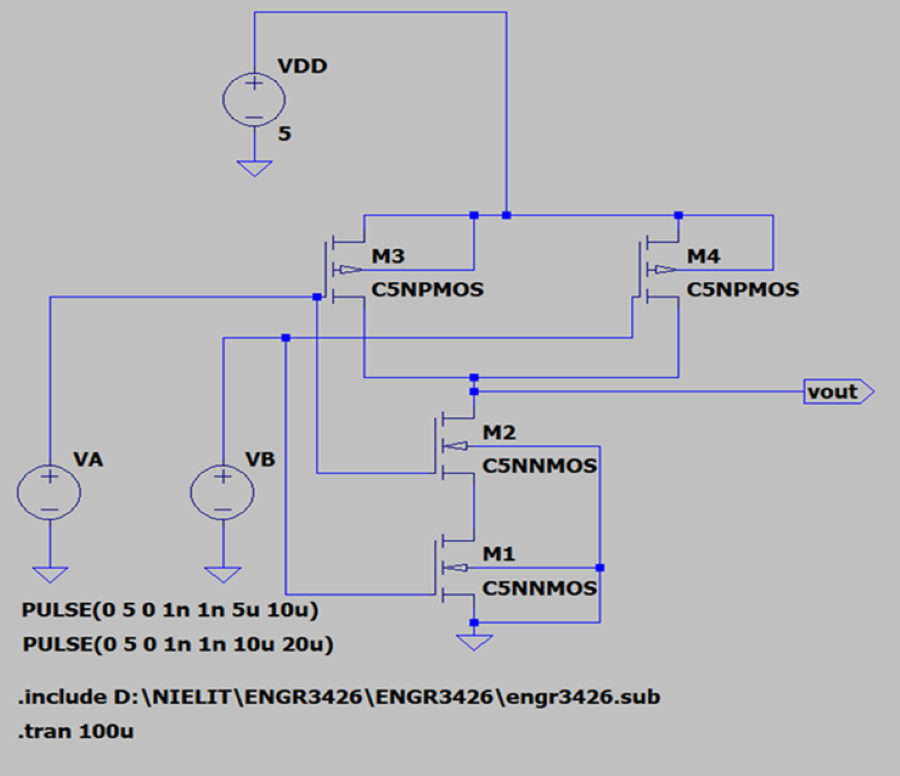 VDD
5
M3
C5NPMOS
M4
C5NPMOS
vout
M2
C5NNMOS
VA
VB
M1
C5NNMOS
PULSE(0 5 0 1n 1n 5u 10u)
PULSE(0 5 0 1n 1n 10u 20u)
.include D:\NIELIT\ENGR3426\ENGR3426\engr3426.sub
.tran 100u